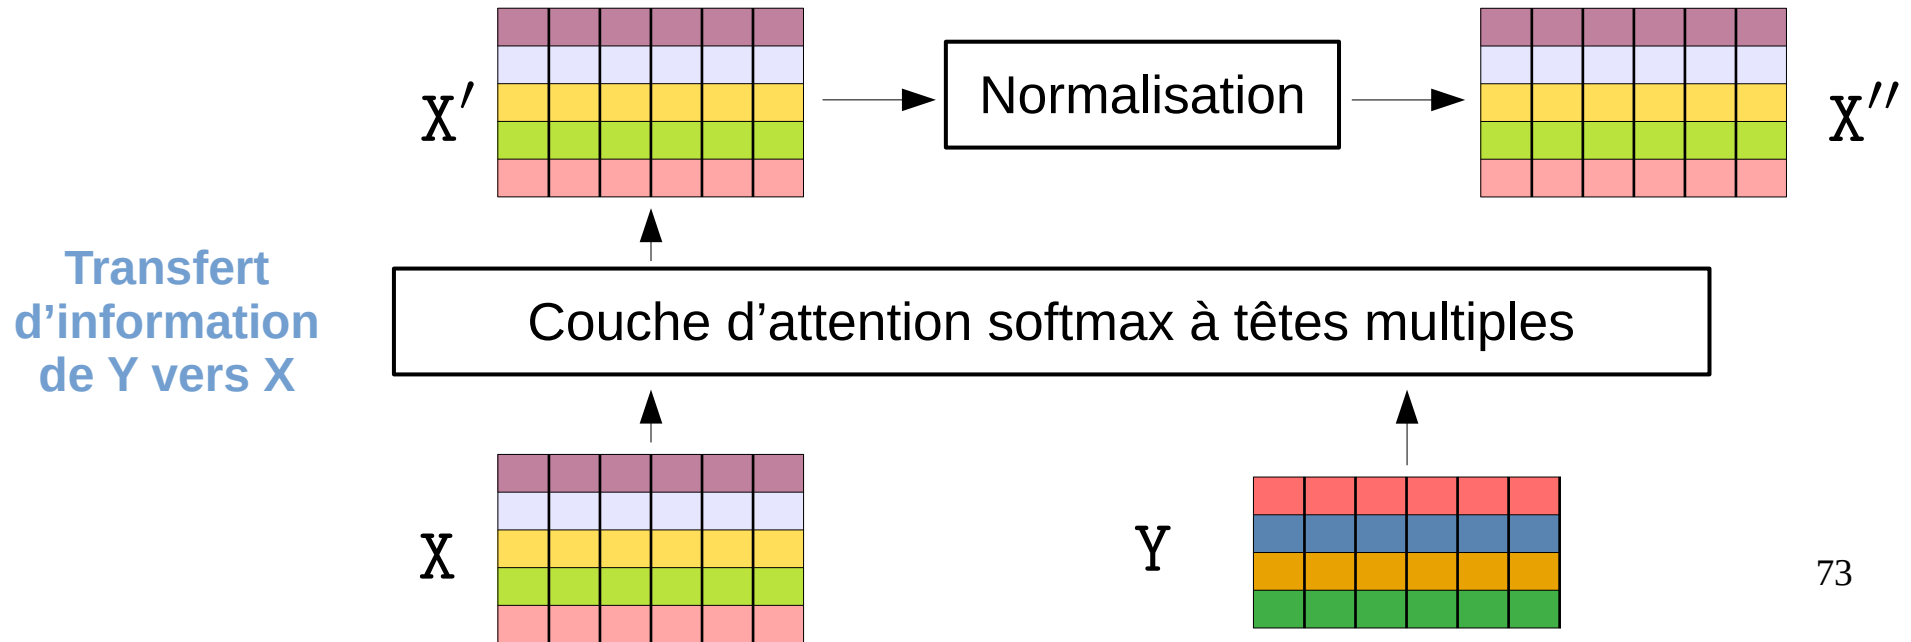 X′
Normalisation
X′′
Transfert
d’information
de Y vers X
Couche d’attention softmax à têtes multiples
X
Y
73